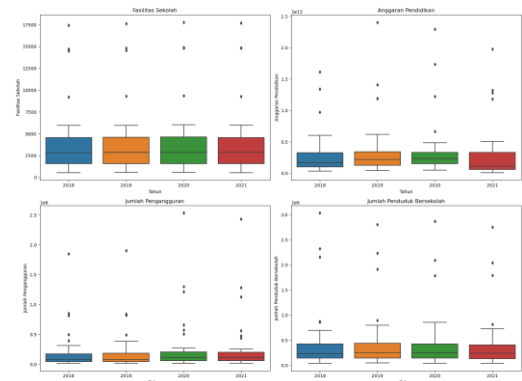 Fasilitas Sekolah
Fasilitas Sekolah
17500
15000
12500
10000
7500
5000
2500
0
2018 2019 2020 2021
Tahun
Anggaran Pendidikan
1e13
Anggaran Pendidikan
2.5
2.0
1.5
1.0
0.5
0.0
2018 2019 2020 2021
Tahun
Jumlah Pengangguran
1e6
Jumlah Pengangguran
2.5
2.0
1.5
1.0
0.5
0.0
2018 2019 2020 2021
Jumlah Penduduk Bersekolah
1e6
Jumlah Penduduk Bersekolah
3.0
2.5
2.0
1.5
1.0
0.5
0.0
2018 2019 2020 2021